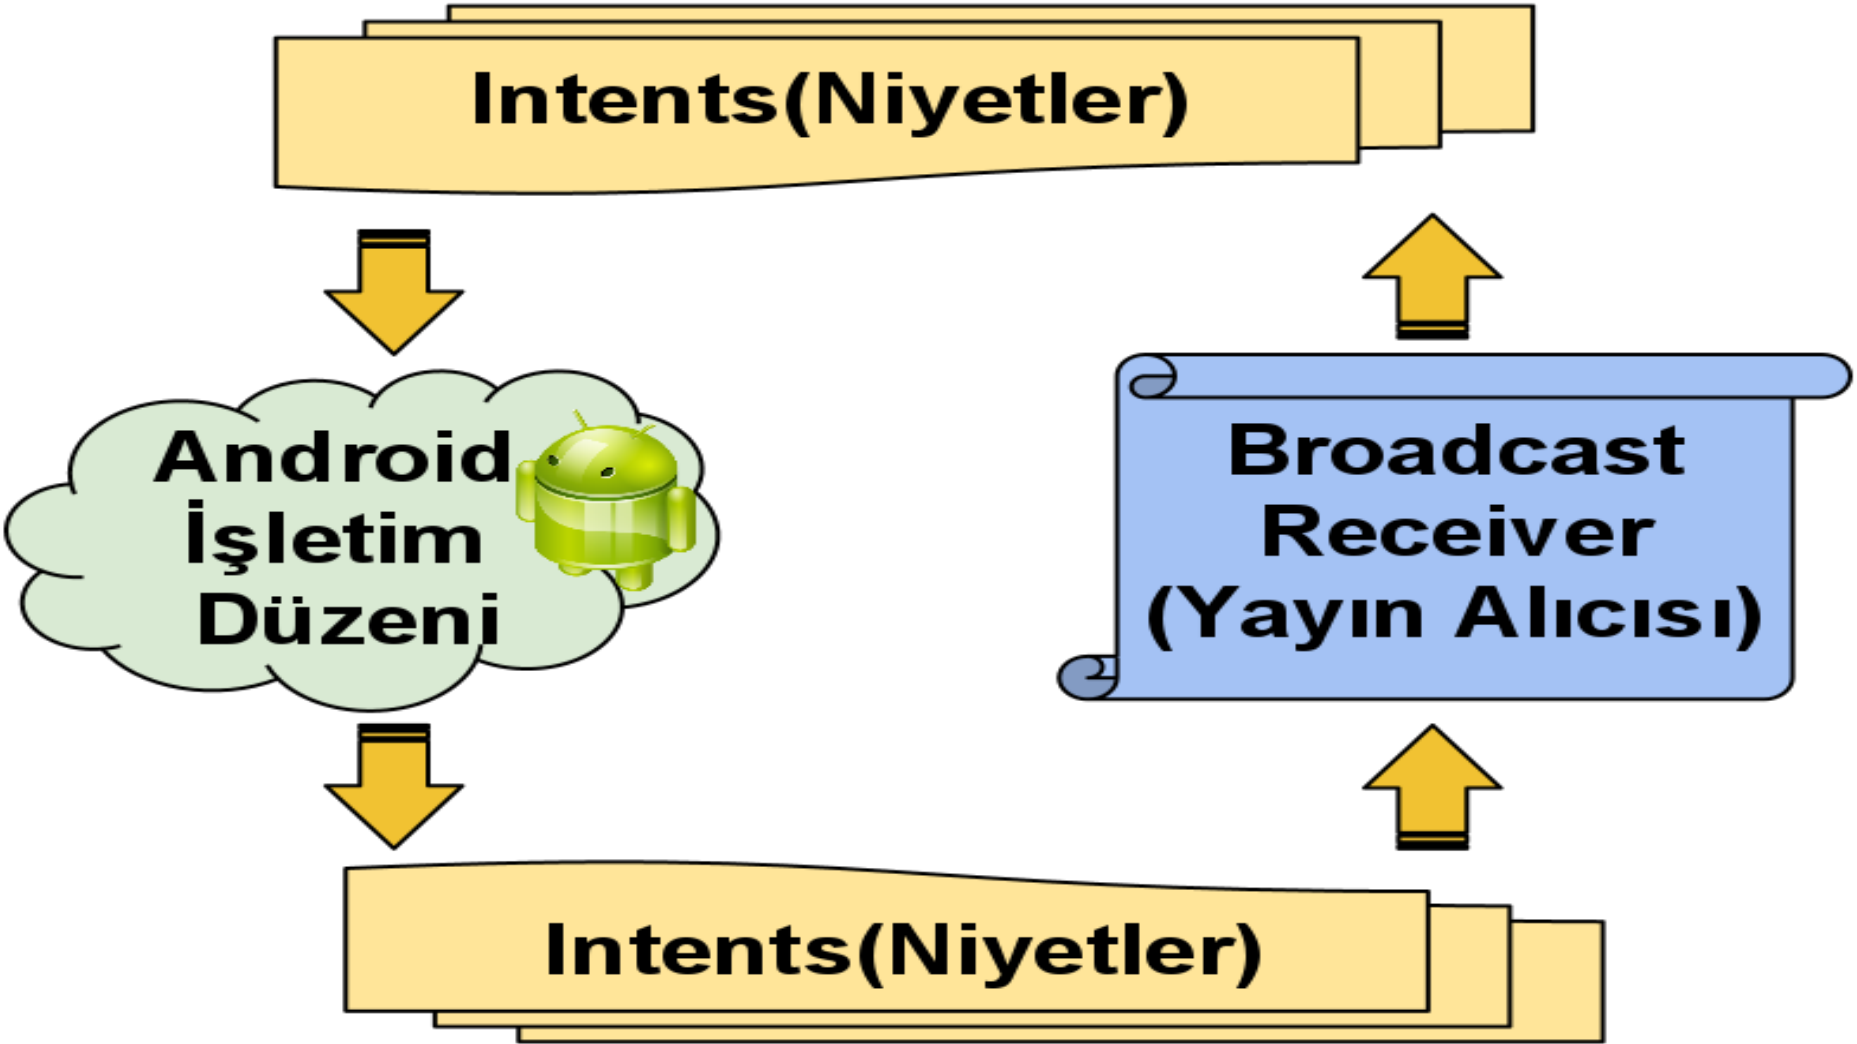 Intents(Niyetler)
Android
İşletim
Düzeni
Broadcast
Receiver
(Yayın Alıcısı)
Intents(Niyetler)